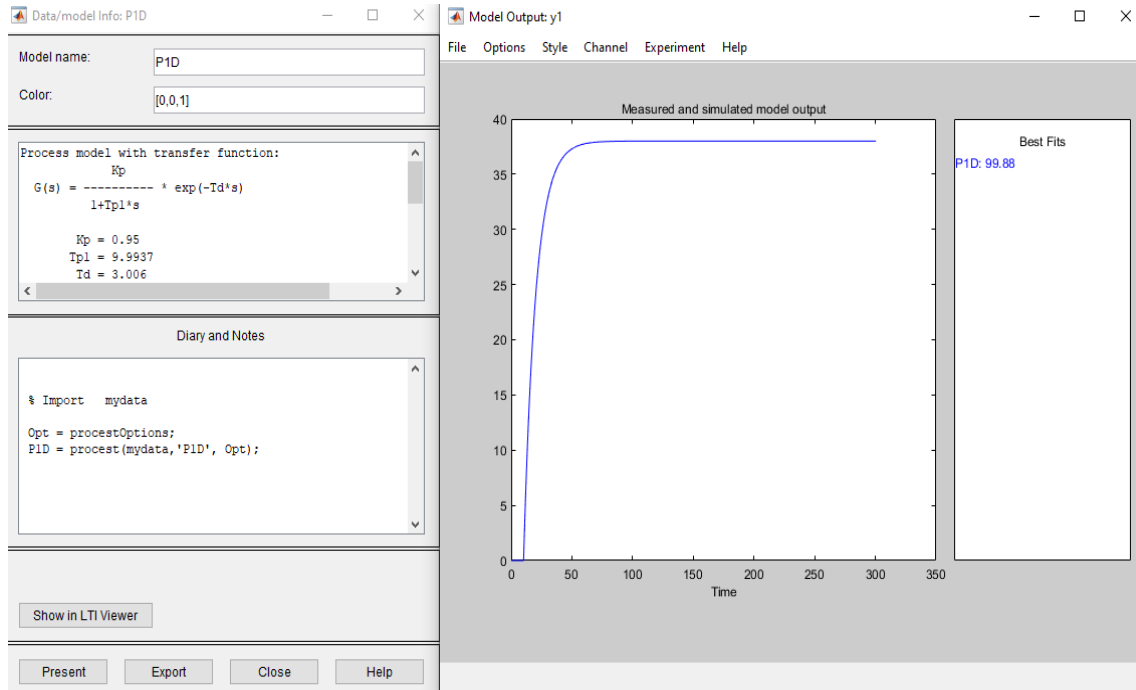 Data/model Info: P1D
Model name:
P1D
Color:
[0,0,1]
Process model with transfer function:
Kp
G(s) = ---------- * exp(-Td*s)
1+Tp1*s
Kp = 0.95
Tp1 = 9.9937
Td = 3.006
Diary and Notes
% Import   mydata
Opt = procestOptions;
P1D = procest(mydata,'P1D', Opt);
Show in LTI Viewer
Present
Export
Close
Help
Model Output: y1
File Options Style Channel Experiment Help
Measured and simulated model output
40
35
30
25
20
15
10
5
0
0 50 100 150 200 250 300 350
Time
Best Fits
P1D: 99.88